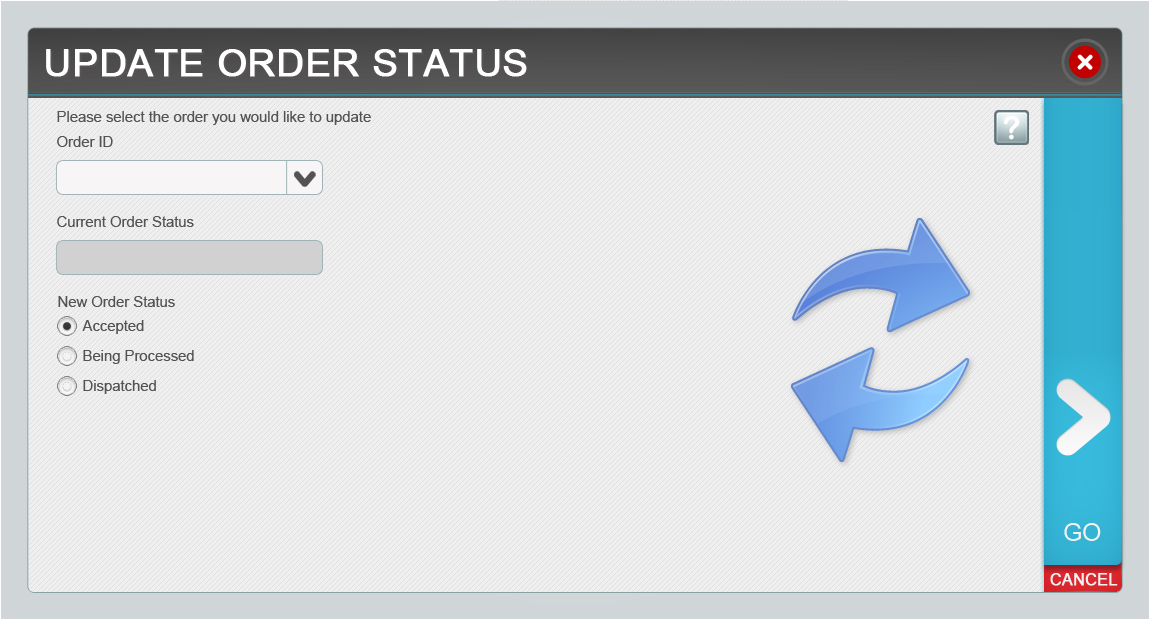 UPDATE ORDER STATUS
Please select the order you would like to update
?
Order ID
Current Order Status
New Order Status
Accepted
Being Processed
Dispatched
GO
CANCEL